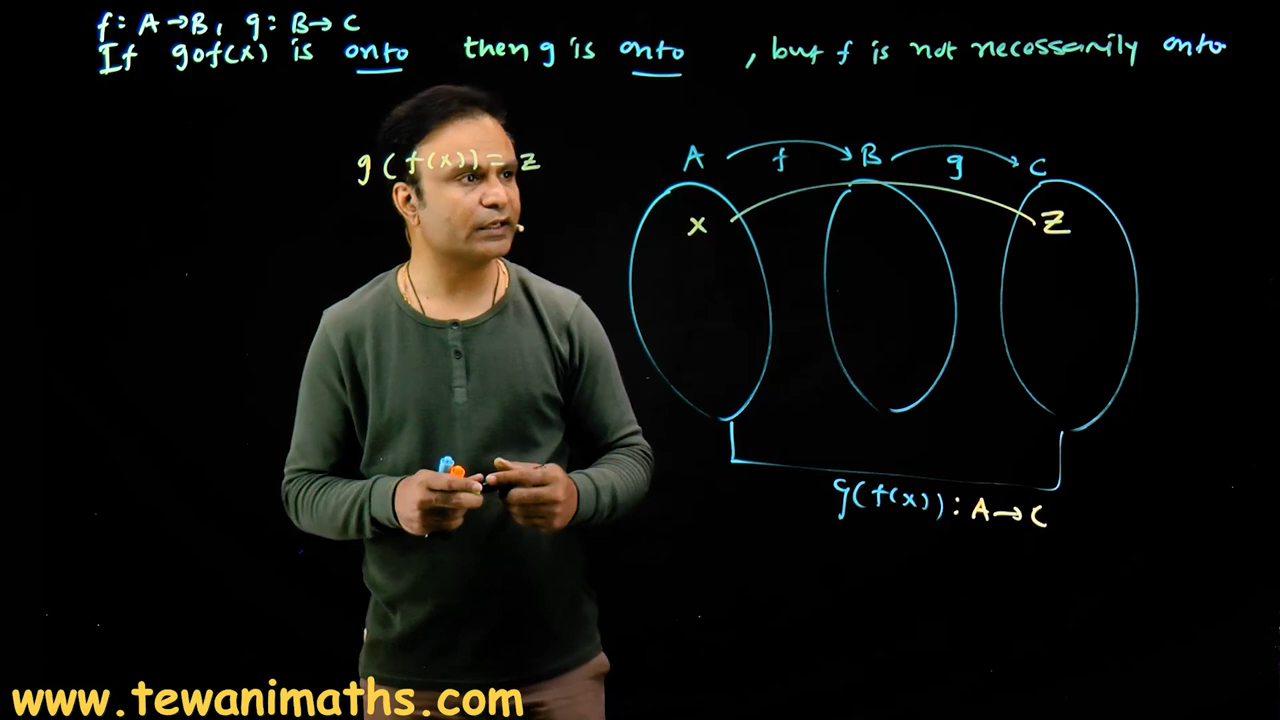 f: A→B, g: B→C
If gof(x) is onto then g is onto , but f is not necessarily onto
g(f(x)) = z
A f B g C
x z
g(f(x)): A→C
www.tewanimaths.com